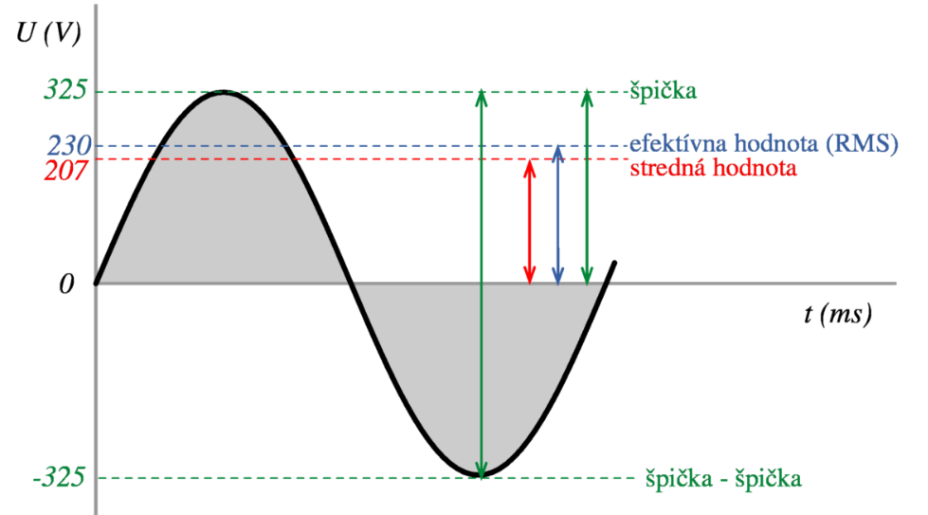 U (V)
325
špička
230
efektívna hodnota (RMS)
207
stredná hodnota
0
t (ms)
-325
špička - špička